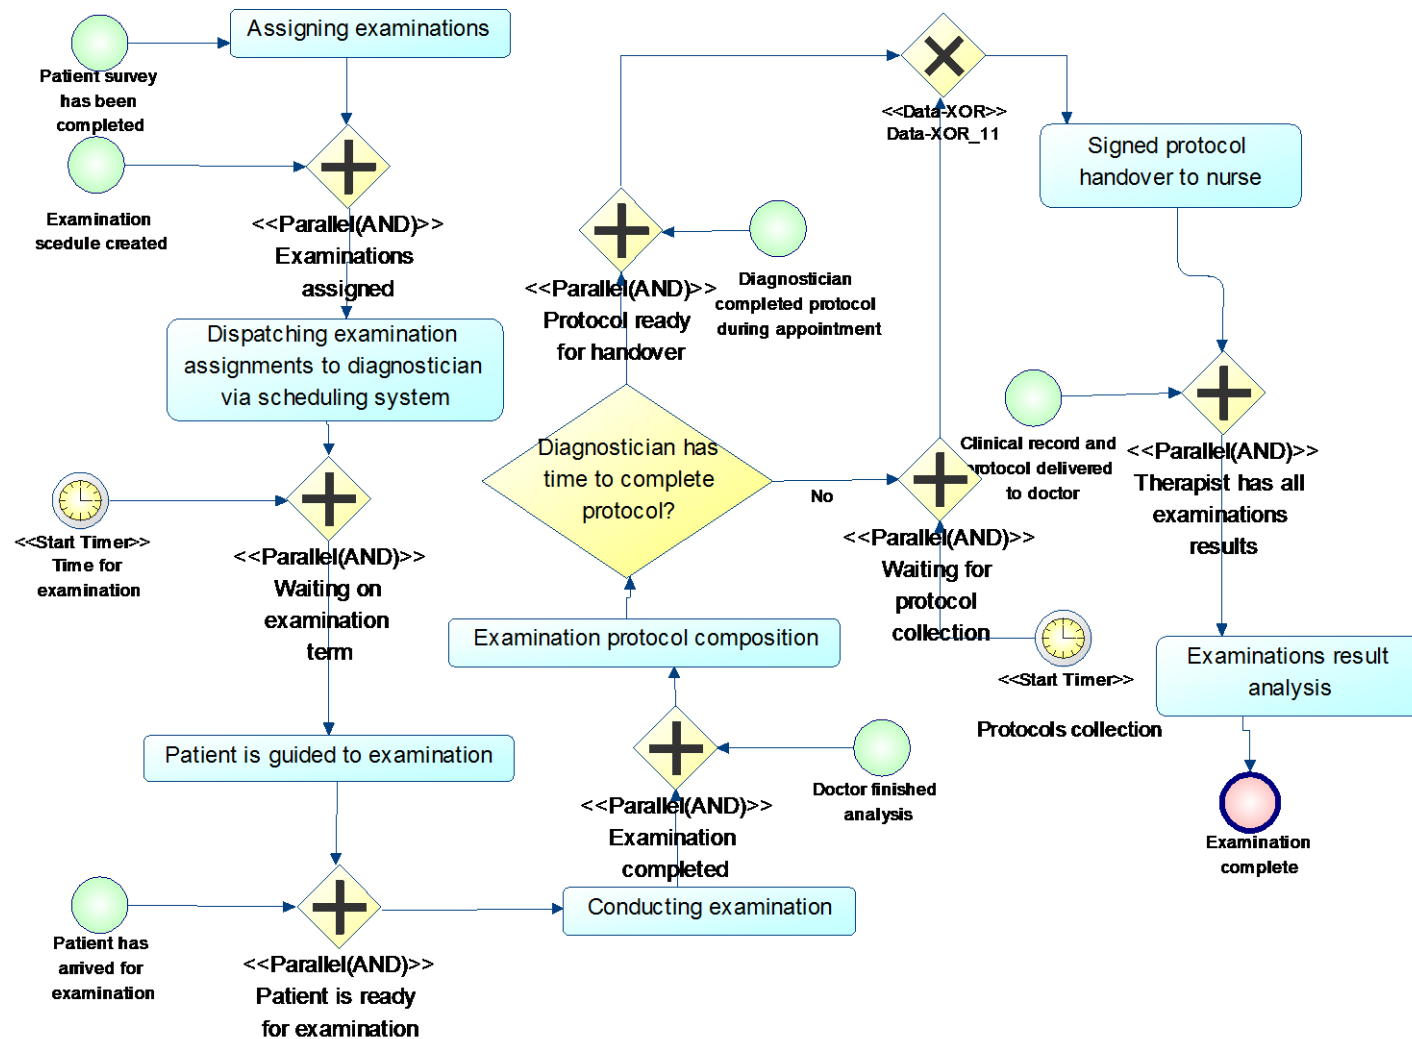 Assigning examinations
Patient survey
has been
completed
Examination
scedule created
<<Parallel(AND)>>
Examinations
assigned
Dispatching examination
assignments to diagnostician
via scheduling system
<<Start Timer>>
Time for
examination
<<Parallel(AND)>>
Waiting on
examination
term
Patient is guided to examination
Patient has
arrived for
examination
<<Parallel(AND)>>
Patient is ready
for examination
Conducting examination
<<Parallel(AND)>>
Examination
completed
Doctor finished
analysis
Examination protocol composition
Diagnostician has
time to complete
protocol?
No
<<Parallel(AND)>>
Protocol ready
for handover
Diagnostician
completed protocol
during appointment
<<Data-XOR>>
Data-XOR_11
<<Parallel(AND)>>
Waiting for
protocol
collection
<<Start Timer>>
Protocols collection
Signed protocol
handover to nurse
Clinical record and
protocol delivered
to doctor
<<Parallel(AND)>>
Therapist has all
examinations
results
Examinations result
analysis
Examination
complete